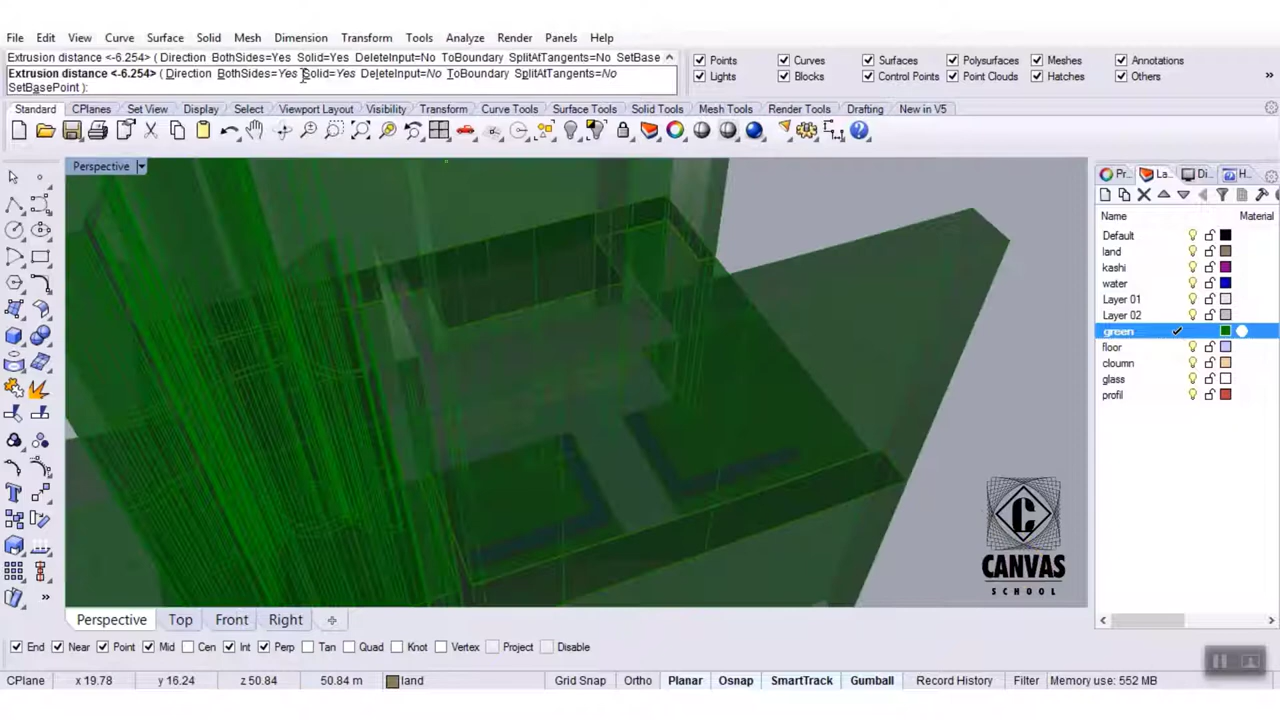 File Edit View Curve Surface Solid Mesh Dimension Transform Tools Analyze Render Panels Help
Extrusion distance <-6.254> ( Direction BothSides=Yes Solid=Yes DeleteInput=No ToBoundary SplitAtTangents=No SetBase
Extrusion distance <-6.254> ( Direction BothSides=Yes Solid=Yes DeleteInput=No ToBoundary SplitAtTangents=No
SetBasePoint ):
Points Curves Surfaces Polysurfaces Meshes Annotations
Lights Blocks Control Points Point Clouds Hatches Others
Standard CPlanes Set View Display Select Viewport Layout Visibility Transform Curve Tools Surface Tools Solid Tools Mesh Tools Render Tools Drafting New in V5
Perspective
Pr... La... Di... H...
Name Material
Default
land
kashi
water
Layer 01
Layer 02
green
floor
cloumn
glass
profil
CANVAS
SCHOOL
Perspective Top Front Right
End Near Point Mid Cen Int Perp Tan Quad Knot Vertex Project Disable
CPlane x 19.78 y 16.24 z 50.84 50.84 m land Grid Snap Ortho Planar Osnap SmartTrack Gumball Record History Filter Memory use: 552 MB